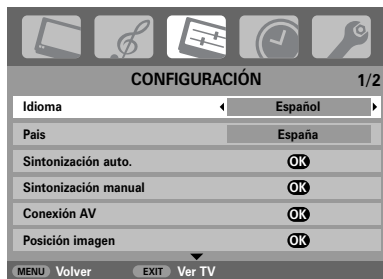 CONFIGURACIÓN 1/2
Idioma Español
Pais España
Sintonización auto. OK
Sintonización manual OK
Conexión AV OK
Posición imagen OK
MENU Volver EXIT Ver TV